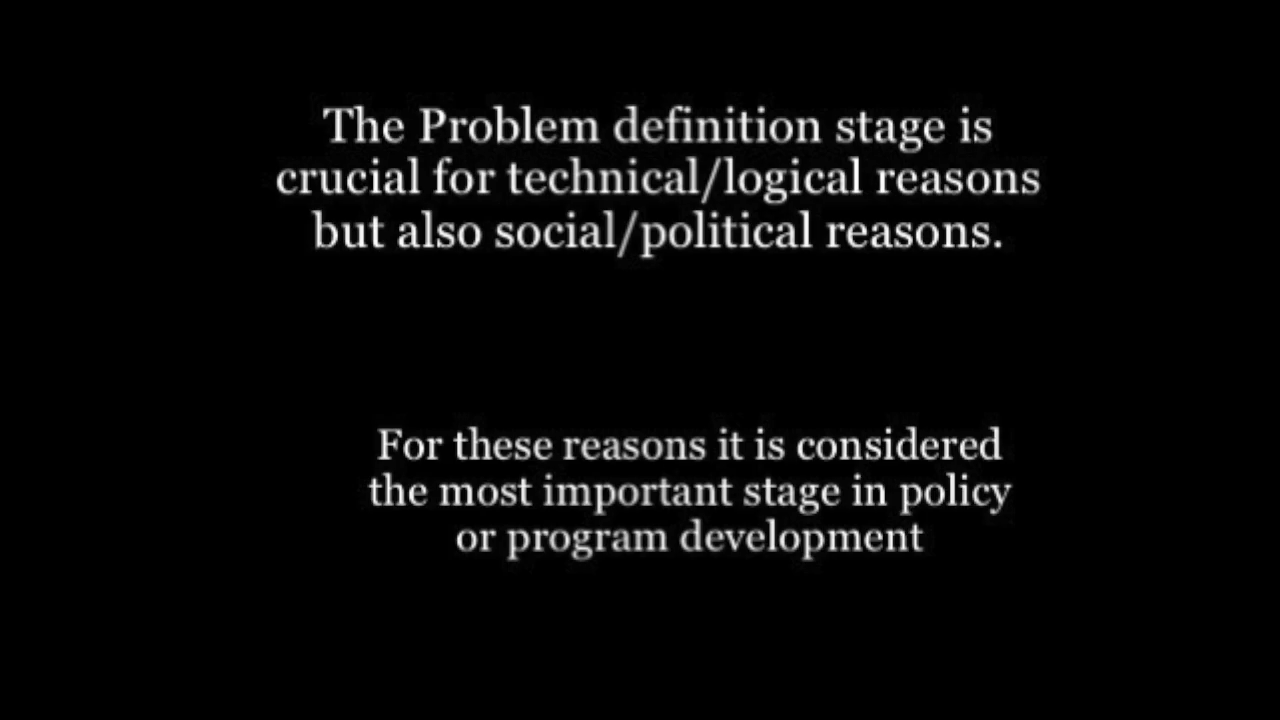 The Problem definition stage is
crucial for technical/logical reasons
but also social/political reasons.
For these reasons it is considered
the most important stage in policy
or program development